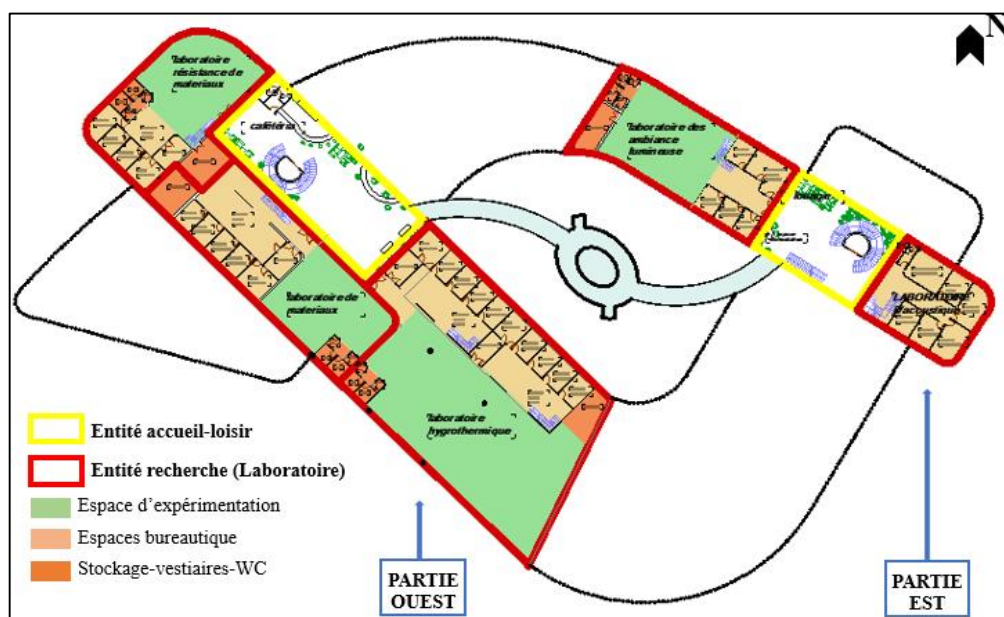 N
laboratoire
résistance de
materiaux
cafétéria
laboratoire des
ambiance
lumineuse
lounge
LABORATOIRE
D'acoustique
laboratoire de
materiaux
laboratoire
hygrothermique
Entité accueil-loisir
Entité recherche (Laboratoire)
Espace d'expérimentation
Espaces bureautique
Stockage-vestiaires-WC
PARTIE
OUEST
PARTIE
EST